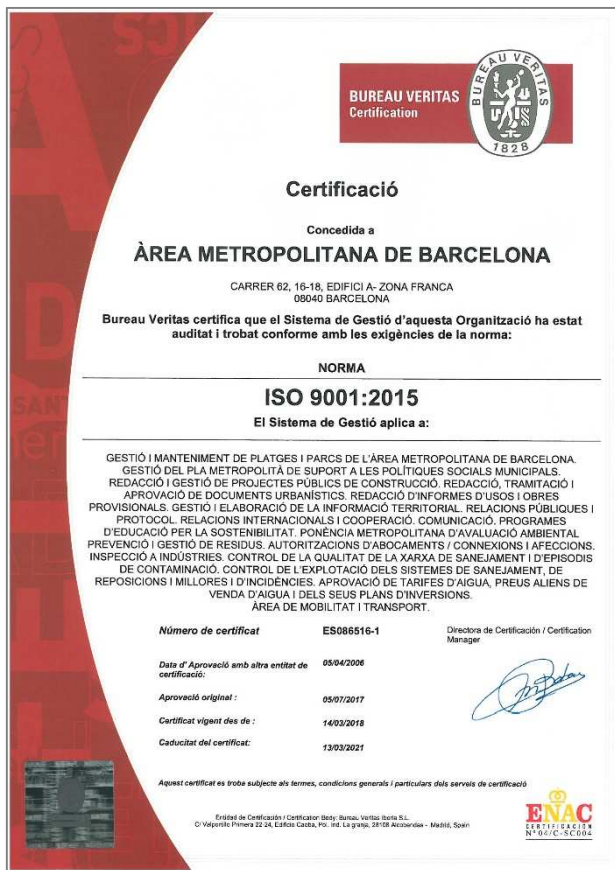 BUREAU VERITAS
Certification
BUREAU VERITAS
1828
Certificació
Concedida a
ÀREA METROPOLITANA DE BARCELONA
CARRER 62, 16-18, EDIFICI A- ZONA FRANCA
08040 BARCELONA
Bureau Veritas certifica que el Sistema de Gestió d'aquesta Organització ha estat
auditat i trobat conforme amb les exigències de la norma:
NORMA
ISO 9001:2015
El Sistema de Gestió aplica a:
GESTIÓ I MANTENIMENT DE PLATGES I PARCS DE L'ÀREA METROPOLITANA DE BARCELONA.
GESTIÓ DEL PLA METROPOLITÀ DE SUPORT A LES POLÍTIQUES SOCIALS MUNICIPALS.
REDACCIÓ I GESTIÓ DE PROJECTES PÚBLICS DE CONSTRUCCIÓ. REDACCIÓ, TRAMITACIÓ I
APROVACIÓ DE DOCUMENTS URBANÍSTICS. REDACCIÓ D'INFORMES D'USOS I OBRES
PROVISIONALS. GESTIÓ I ELABORACIÓ DE LA INFORMACIÓ TERRITORIAL. RELACIONS PÚBLIQUES I
PROTOCOL. RELACIONS INTERNACIONALS I COOPERACIÓ. COMUNICACIÓ. PROGRAMES
D'EDUCACIÓ PER LA SOSTENIBILITAT. PONÈNCIA METROPOLITANA D'AVALUACIÓ AMBIENTAL
PREVENCIÓ I GESTIÓ DE RESIDUS. AUTORITZACIONS D'ABOCAMENTS / CONNEXIONS I AFECCIONS.
INSPECCIÓ A INDÚSTRIES. CONTROL DE LA QUALITAT DE LA XARXA DE SANEJAMENT I D'EPISODIS
DE CONTAMINACIÓ. CONTROL DE L'EXPLOTACIÓ DELS SISTEMES DE SANEJAMENT, DE
REPOSICIONS I MILLORES I D'INCIDÈNCIES. APROVACIÓ DE TARIFES D'AIGUA, PREUS ALIENS DE
VENDA D'AIGUA I DELS SEUS PLANS D'INVERSIONS.
ÀREA DE MOBILITAT I TRANSPORT.
Número de certificat ES086516-1 Directora de Certificación / Certification
Manager
Data d' Aprovació amb altra entitat de 05/04/2006
certificació:
Aprovació original : 05/07/2017
Certificat vigent des de : 14/03/2018
Caducitat del certificat: 13/03/2021
Aquest certificat es troba subjecte als termes, condicions generals i particulars dels serveis de certificació
Entidad de Certificación / Certification Body: Bureau Veritas Iberia S.L.
C/ Valportillo Primera 22-24, Edificio Caoba, Pol. Ind. La granja, 28108 Alcobendas - Madrid, Spain
ENAC
CERTIFICACIÓN
Nº 04/C-SC004